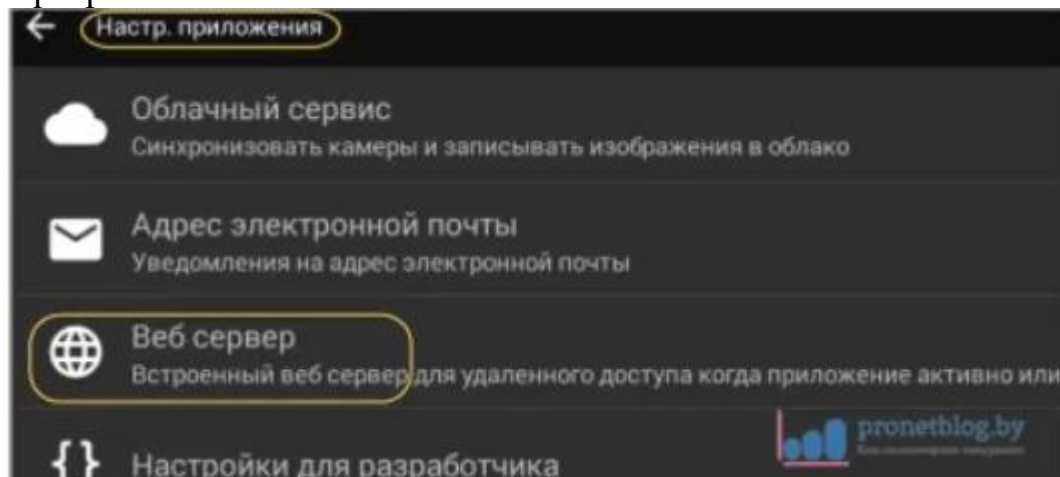 Настр. приложения
Облачный сервис
Синхронизовать камеры и записывать изображения в облако
Адрес электронной почты
Уведомления на адрес электронной почты
Веб сервер
Встроенный веб сервер для удаленного доступа когда приложение активно или
{} Настройки для разработчика
pronetblog.by